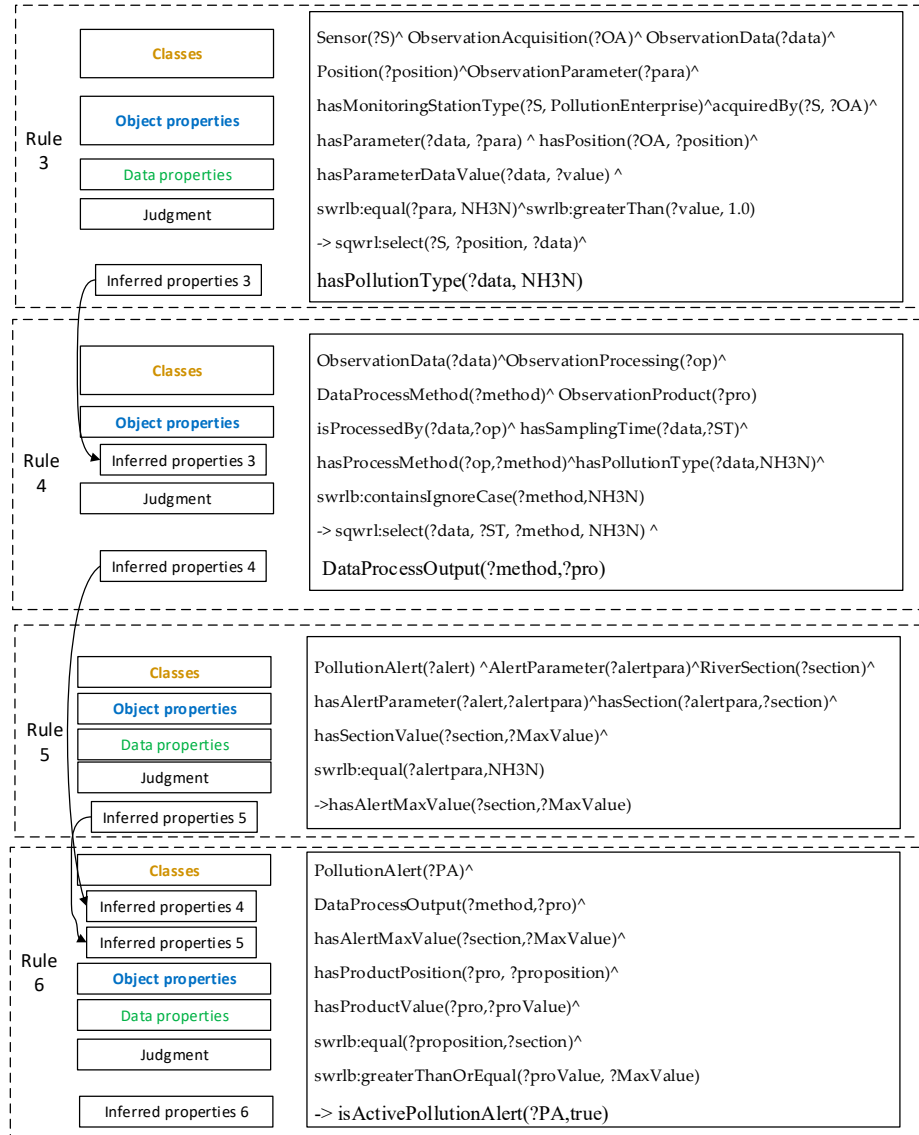 Rule
3
Classes
Object properties
Data properties
Judgment
Inferred properties 3
Sensor(?S)^ ObservationAcquisition(?OA)^ ObservationData(?data)^
Position(?position)^ObservationParameter(?para)^
hasMonitoringStationType(?S, PollutionEnterprise)^acquiredBy(?S, ?OA)^
hasParameter(?data, ?para) ^ hasPosition(?OA, ?position)^
hasParameterDataValue(?data, ?value) ^
swrlb:equal(?para, NH3N)^swrlb:greaterThan(?value, 1.0)
-> sqwrl:select(?S, ?position, ?data)^
hasPollutionType(?data, NH3N)
Rule
4
Classes
Object properties
Inferred properties 3
Judgment
Inferred properties 4
ObservationData(?data)^ObservationProcessing(?op)^
DataProcessMethod(?method)^ ObservationProduct(?pro)
isProcessedBy(?data,?op)^ hasSamplingTime(?data,?ST)^
hasProcessMethod(?op,?method)^hasPollutionType(?data,NH3N)^
swrlb:containsIgnoreCase(?method,NH3N)
-> sqwrl:select(?data, ?ST, ?method, NH3N) ^
DataProcessOutput(?method,?pro)
Rule
5
Classes
Object properties
Data properties
Judgment
Inferred properties 5
PollutionAlert(?alert) ^AlertParameter(?alertpara)^RiverSection(?section)^
hasAlertParameter(?alert,?alertpara)^hasSection(?alertpara,?section)^
hasSectionValue(?section,?MaxValue)^
swrlb:equal(?alertpara,NH3N)
->hasAlertMaxValue(?section,?MaxValue)
Rule
6
Classes
Inferred properties 4
Inferred properties 5
Object properties
Data properties
Judgment
Inferred properties 6
PollutionAlert(?PA)^
DataProcessOutput(?method,?pro)^
hasAlertMaxValue(?section,?MaxValue)^
hasProductPosition(?pro, ?proposition)^
hasProductValue(?pro,?proValue)^
swrlb:equal(?proposition,?section)^
swrlb:greaterThanOrEqual(?proValue, ?MaxValue)
-> isActivePollutionAlert(?PA,true)